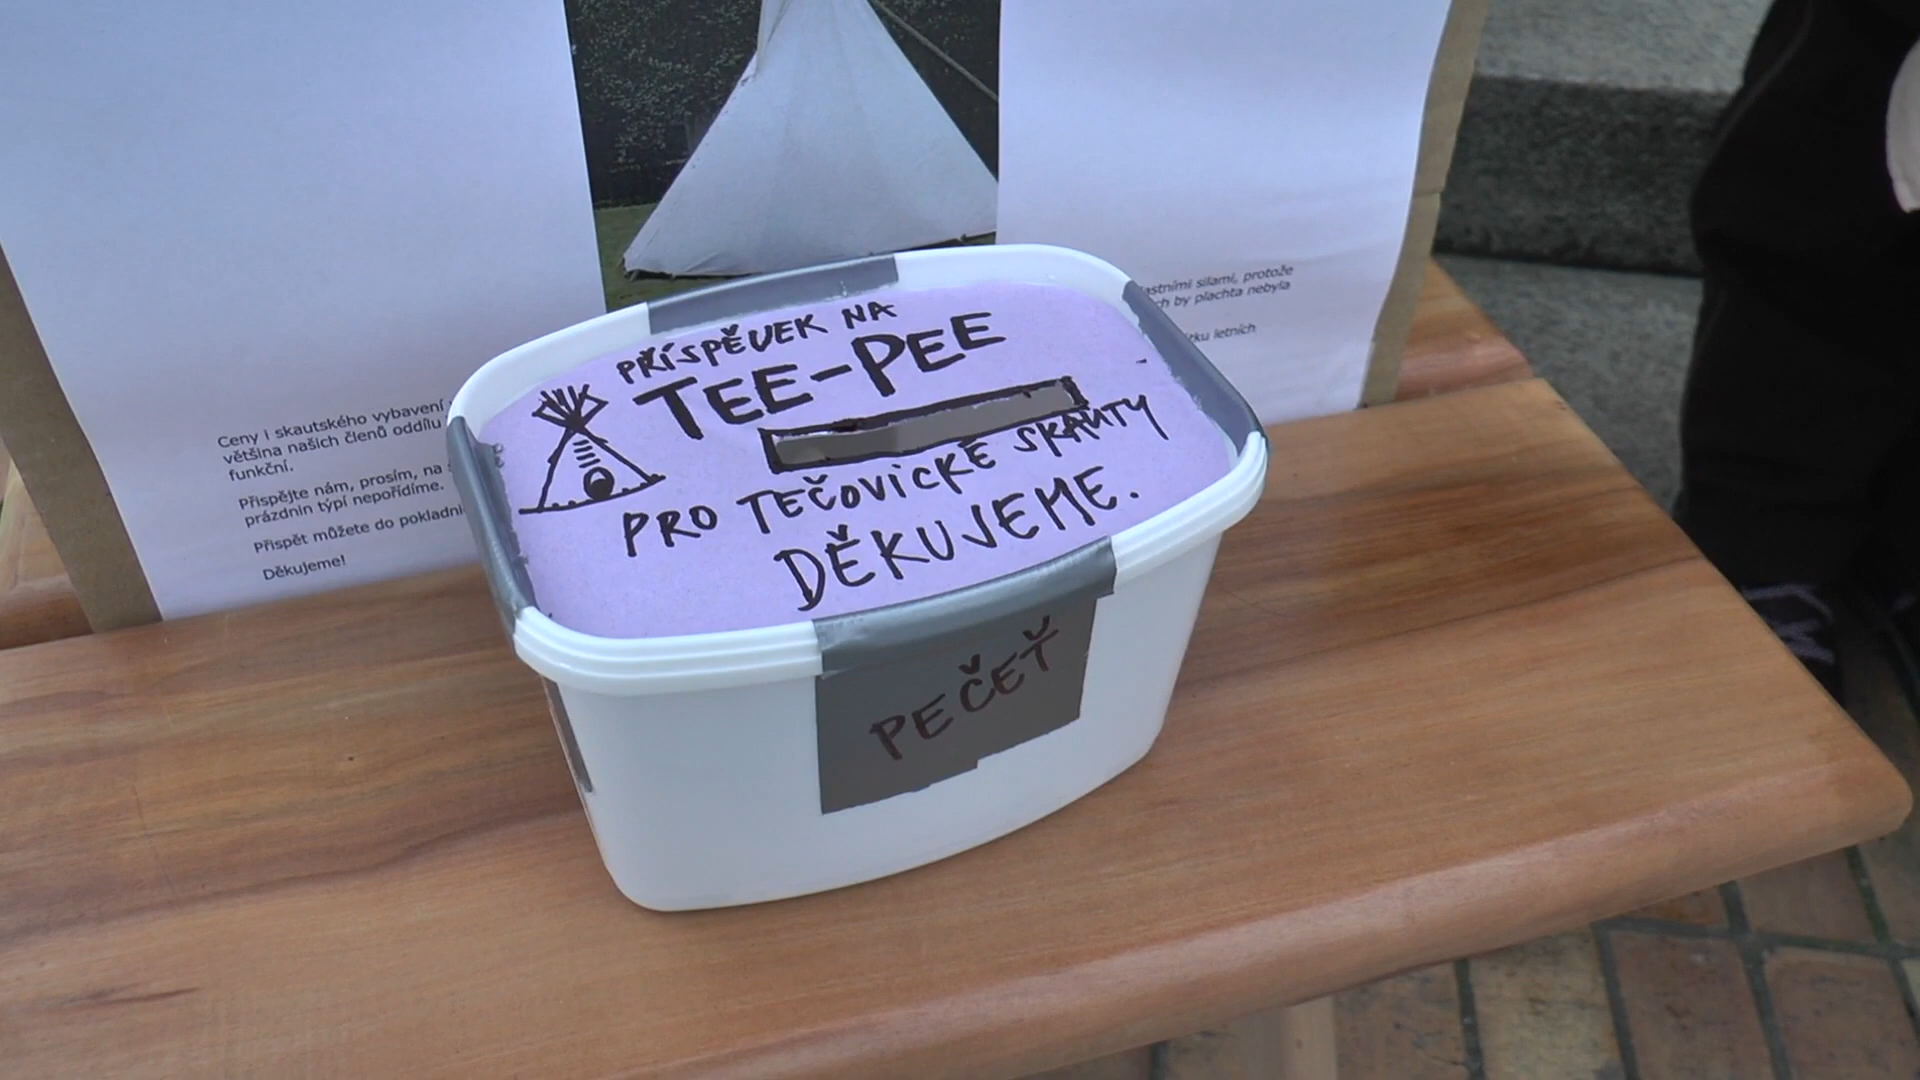 PŘÍSPĚVEK NA
TEE-PEE
PRO TEČOVICKÉ SKAUTY
DĚKUJEME.
PEČEŤ
Ceny i skautského vybavení
většina našich členů oddílu
funkční.
Přispějte nám, prosím, na
prázdnin týpí nepořídíme.
Přispět můžete do pokladni
Děkujeme!
silami, protože
by plachta nebyla
letních